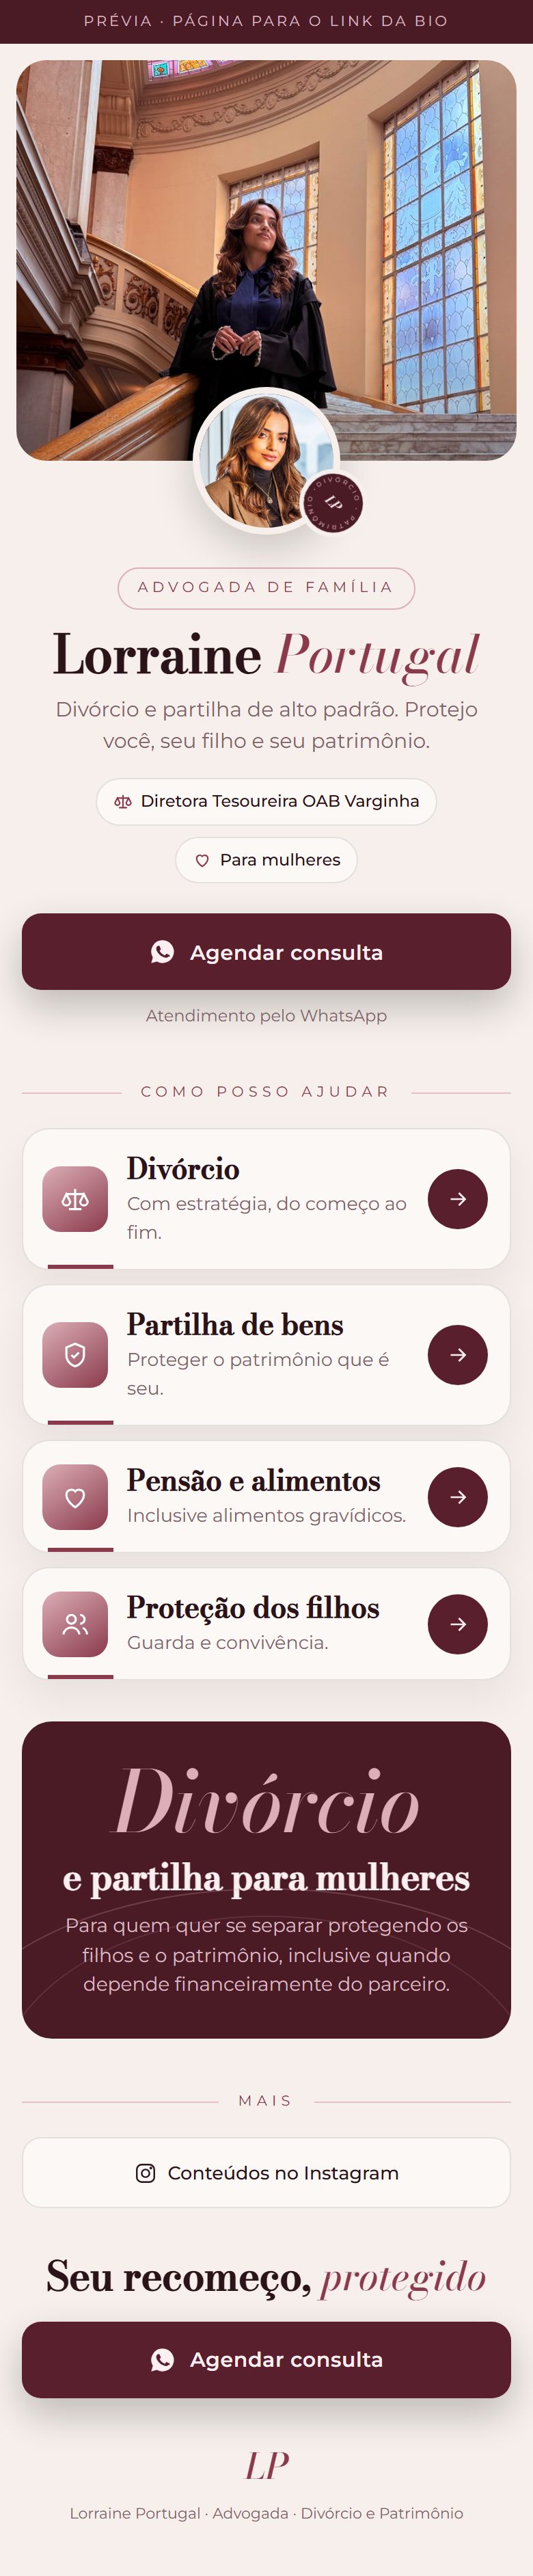 PRÉVIA · PÁGINA PARA O LINK DA BIO
· DIVÓRCIO · PATRIMÔNIO
LP
ADVOGADA DE FAMÍLIA
Lorraine Portugal
Divórcio e partilha de alto padrão. Protejo
você, seu filho e seu patrimônio.
Diretora Tesoureira OAB Varginha
Para mulheres
Agendar consulta
Atendimento pelo WhatsApp
COMO POSSO AJUDAR
Divórcio
Com estratégia, do começo ao
fim.
Partilha de bens
Proteger o patrimônio que é
seu.
Pensão e alimentos
Inclusive alimentos gravídicos.
Proteção dos filhos
Guarda e convivência.
Divórcio
e partilha para mulheres
Para quem quer se separar protegendo os
filhos e o patrimônio, inclusive quando
depende financeiramente do parceiro.
MAIS
Conteúdos no Instagram
Seu recomeço, protegido
Agendar consulta
LP
Lorraine Portugal · Advogada · Divórcio e Patrimônio